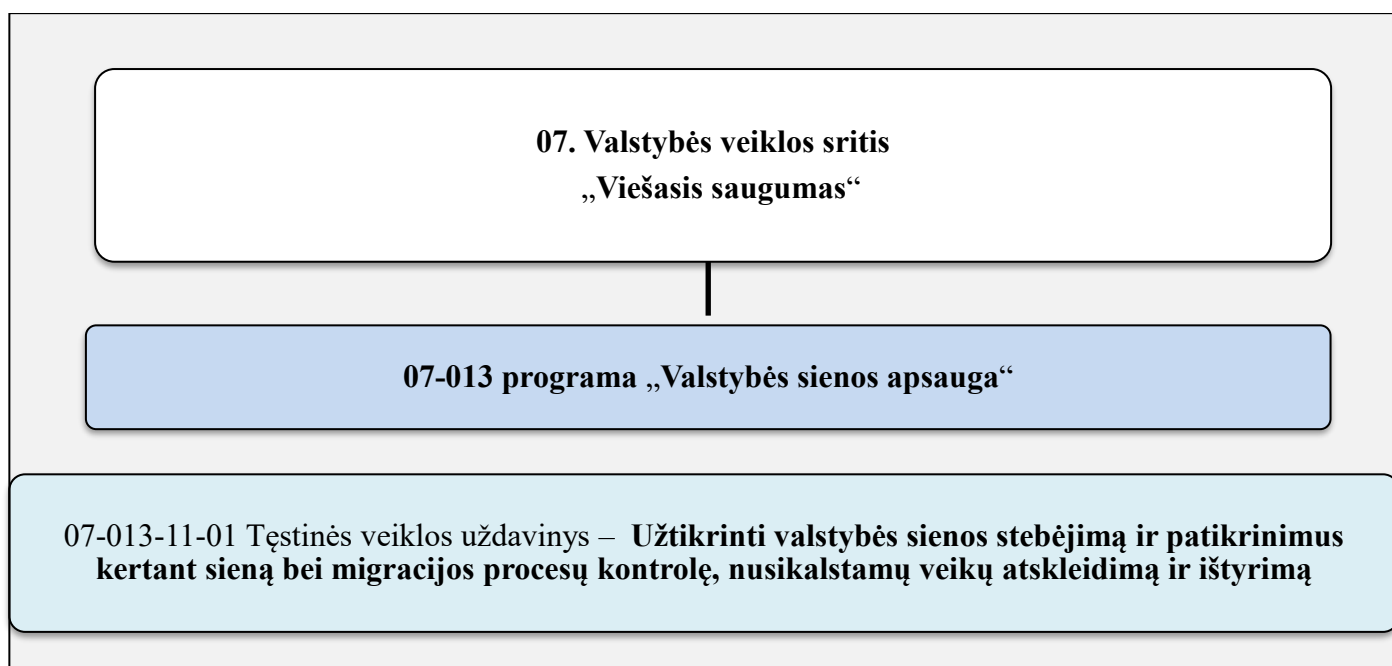 07. Valstybės veiklos sritis
„Viešasis saugumas“
07-013 programa „Valstybės sienos apsauga“
07-013-11-01 Tęstinės veiklos uždavinys – Užtikrinti valstybės sienos stebėjimą ir patikrinimus
kertant sieną bei migracijos procesų kontrolę, nusikalstamų veikų atskleidimą ir ištyrimą